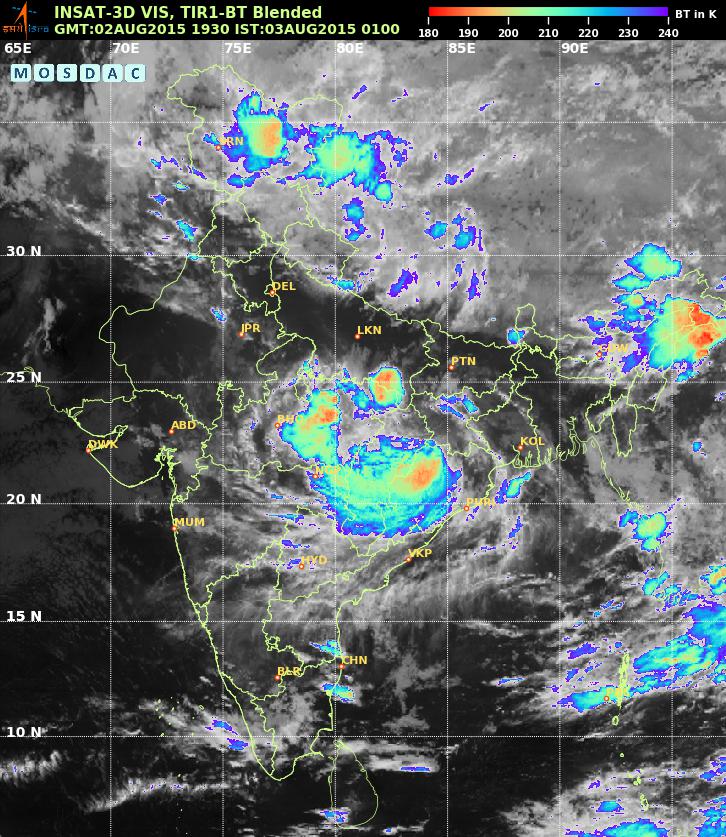 INSAT-3D VIS, TIR1-BT Blended
GMT:02AUG2015 1930 IST:03AUG2015 0100
BT in K
180 190 200 210 220 230 240
65E 70E 75E 80E 85E 90E
MOSDAC
30 N
DEL
JPR
LKN
PTN
25 N
ABD
DWK
KOL
20 N
PUR
MUM
VKP
HYD
15 N
CHN
BLR
10 N